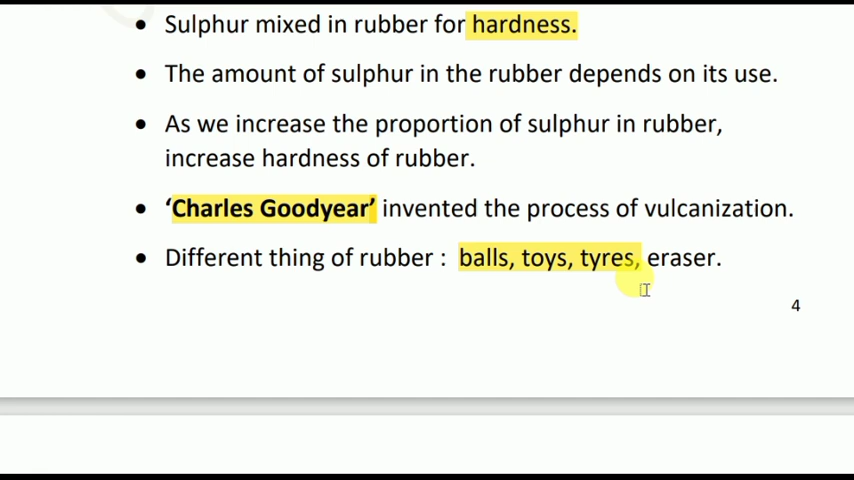 • Sulphur mixed in rubber for hardness.
• The amount of sulphur in the rubber depends on its use.
• As we increase the proportion of sulphur in rubber,
increase hardness of rubber.
• ‘Charles Goodyear’ invented the process of vulcanization.
• Different thing of rubber : balls, toys, tyres, eraser.
4